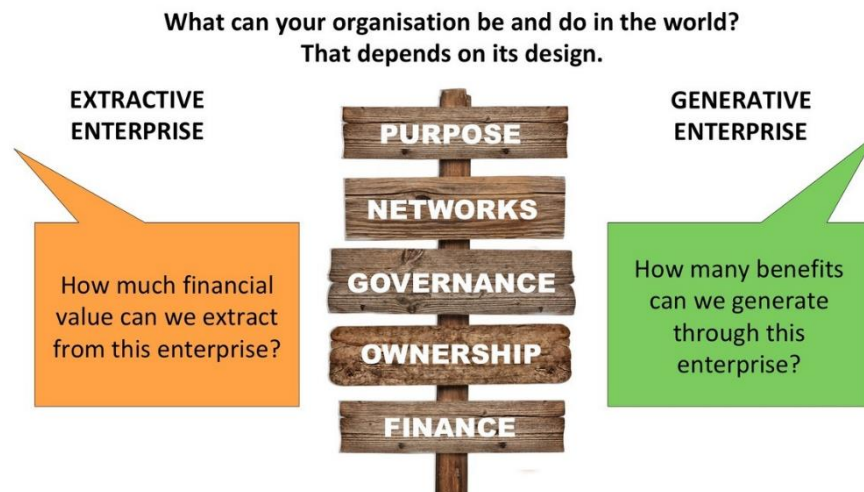 What can your organisation be and do in the world?
That depends on its design.
EXTRACTIVE
ENTERPRISE
How much financial
value can we extract
from this enterprise?
PURPOSE
NETWORKS
GOVERNANCE
OWNERSHIP
FINANCE
GENERATIVE
ENTERPRISE
How many benefits
can we generate
through this
enterprise?